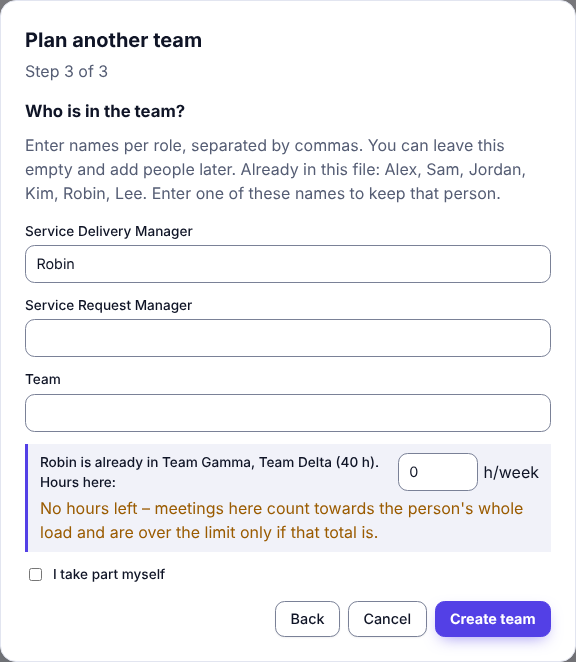 Plan another team
Step 3 of 3
Who is in the team?
Enter names per role, separated by commas. You can leave this
empty and add people later. Already in this file: Alex, Sam, Jordan,
Kim, Robin, Lee. Enter one of these names to keep that person.
Service Delivery Manager
Robin
Service Request Manager
Team
Robin is already in Team Gamma, Team Delta (40 h).
Hours here:
0
h/week
No hours left – meetings here count towards the person's whole
load and are over the limit only if that total is.
I take part myself
Back
Cancel
Create team